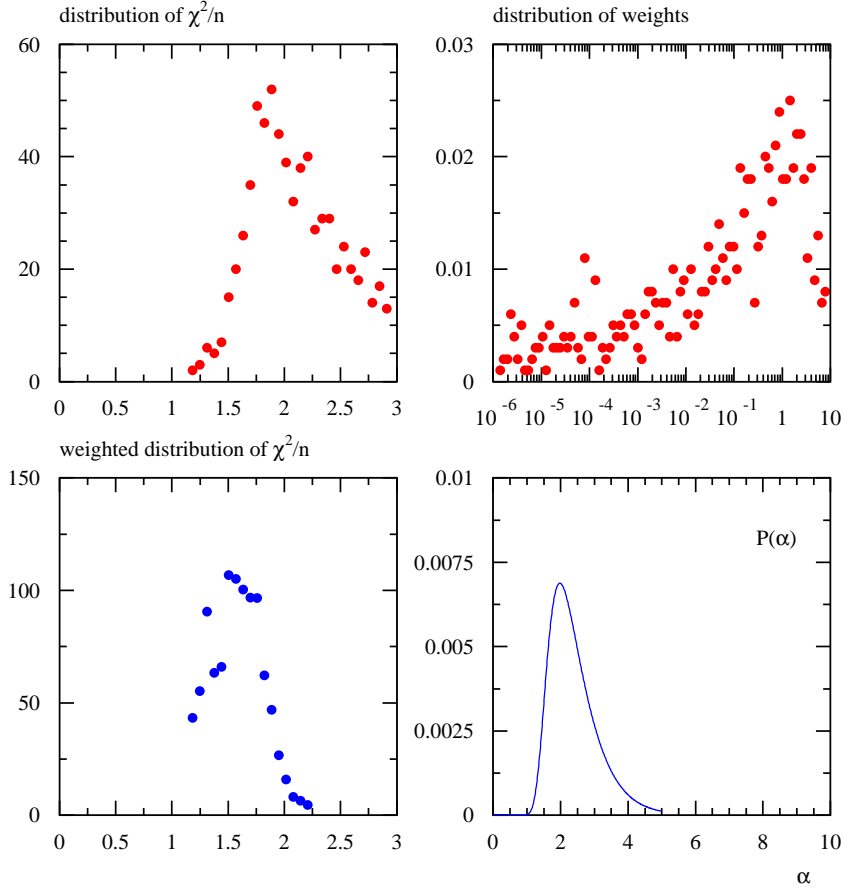 distribution of χ²/n
60
40
20
0
0 0.5 1 1.5 2 2.5 3
distribution of weights
0.03
0.02
0.01
0
10⁻⁶ 10⁻⁵ 10⁻⁴ 10⁻³ 10⁻² 10⁻¹ 1 10
weighted distribution of χ²/n
150
100
50
0
0 0.5 1 1.5 2 2.5 3
0.01
P(α)
0.0075
0.005
0.0025
0
0 2 4 6 8 10
α